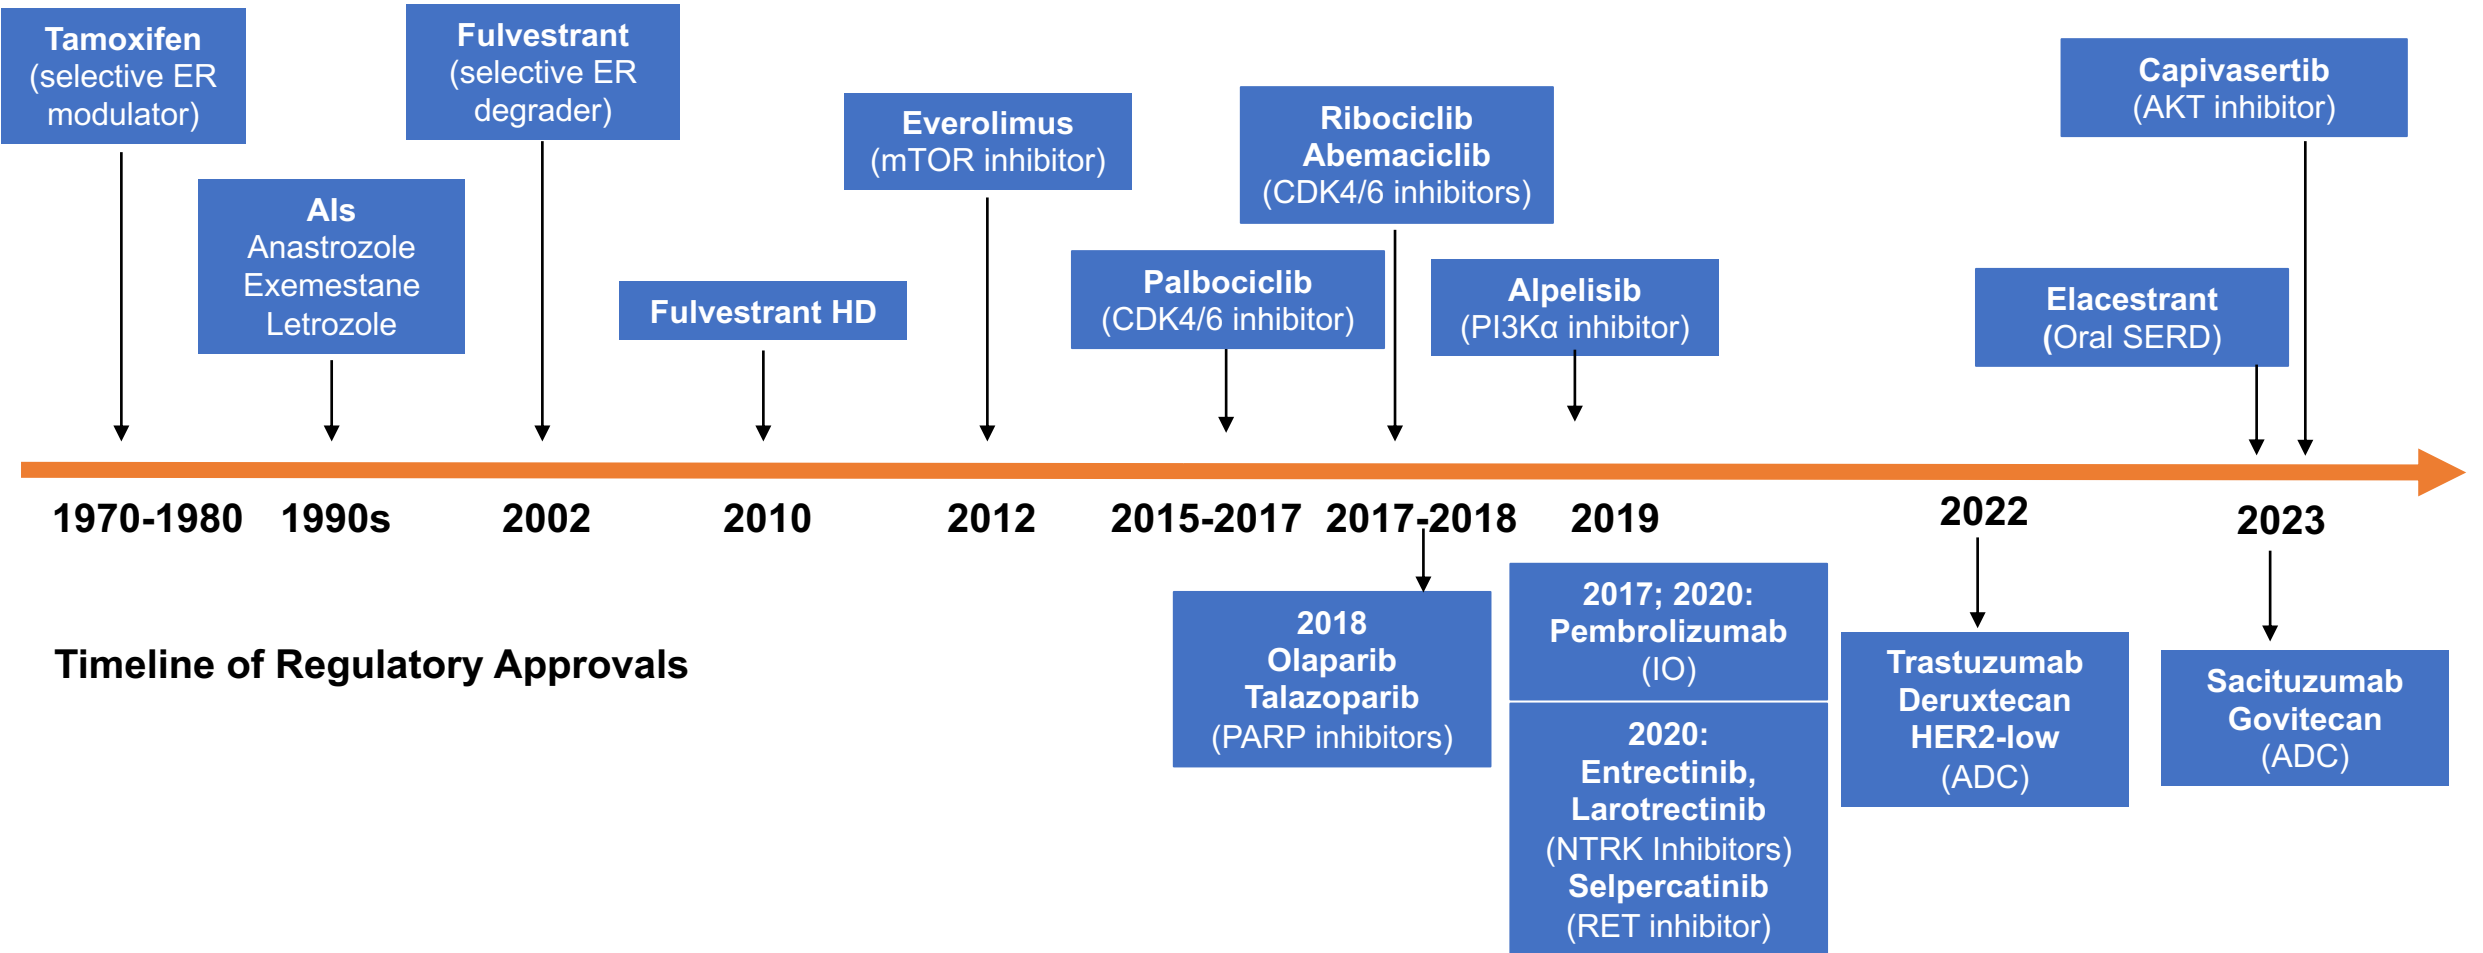 Tamoxifen
(selective ER
modulator)
AIs
Anastrozole
Exemestane
Letrozole
Fulvestrant
(selective ER
degrader)
Fulvestrant HD
Everolimus
(mTOR inhibitor)
Palbociclib
(CDK4/6 inhibitor)
Ribociclib
Abemaciclib
(CDK4/6 inhibitors)
Alpelisib
(PI3Kα inhibitor)
Elacestrant
(Oral SERD)
Capivasertib
(AKT inhibitor)
1970-1980
1990s
2002
2010
2012
2015-2017
2017-2018
2019
2022
2023
Timeline of Regulatory Approvals
2018
Olaparib
Talazoparib
(PARP inhibitors)
2017; 2020:
Pembrolizumab
(IO)
2020:
Entrectinib,
Larotrectinib
(NTRK Inhibitors)
Selpercatinib
(RET inhibitor)
Trastuzumab
Deruxtecan
HER2-low
(ADC)
Sacituzumab
Govitecan
(ADC)